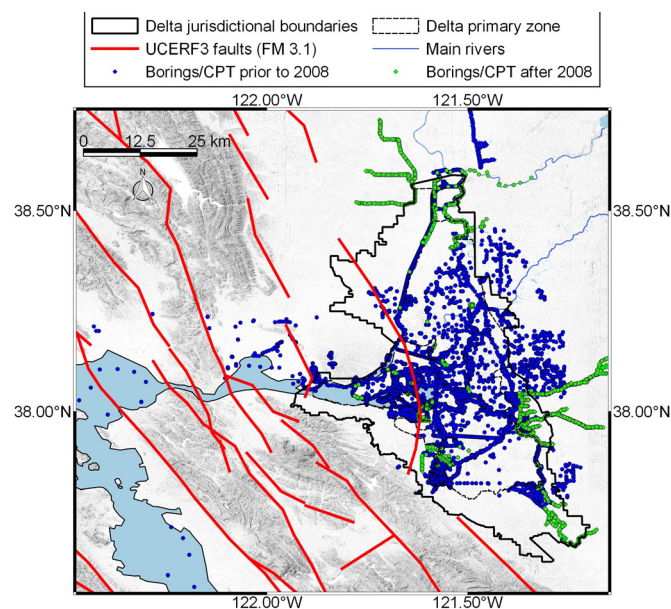 Delta jurisdictional boundaries
Delta primary zone
UCERF3 faults (FM 3.1)
Main rivers
Borings/CPT prior to 2008
Borings/CPT after 2008
122.00°W
121.50°W
0 12.5 25 km
N
38.50°N
38.50°N
38.00°N
38.00°N
122.00°W
121.50°W